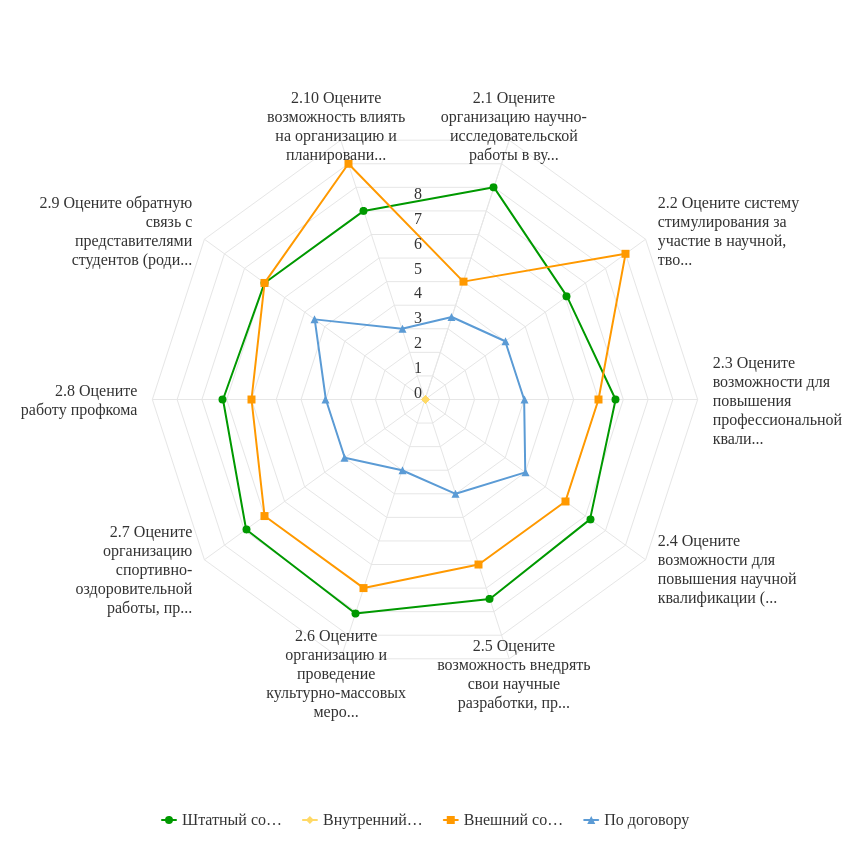 2.10 Оцените
возможность влиять
на организацию и
планировани...
2.1 Оцените
организацию научно-
исследовательской
работы в ву...
2.9 Оцените обратную
связь с
представителями
студентов (роди...
2.2 Оцените систему
стимулирования за
участие в научной,
тво...
8
7
6
5
4
3
2
1
0
2.8 Оцените
работу профкома
2.3 Оцените
возможности для
повышения
профессиональной
квали...
2.7 Оцените
организацию
спортивно-
оздоровительной
работы, пр...
2.4 Оцените
возможности для
повышения научной
квалификации (...
2.6 Оцените
организацию и
проведение
культурно-массовых
меро...
2.5 Оцените
возможность внедрять
свои научные
разработки, пр...
Штатный со... Внутренний... Внешний со... По договору